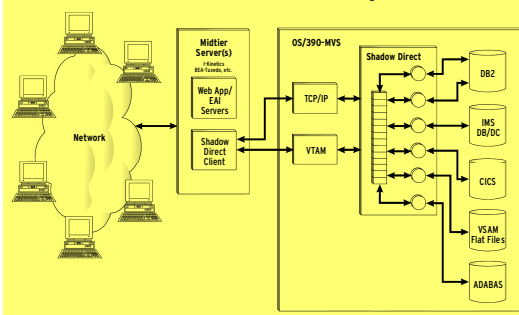 Network
Midtier
Server(s)
I-Kinetics
BEA-Tuxedo, etc.
Web App/
EAI
Servers
Shadow
Direct
Client
OS/390-MVS
TCP/IP
VTAM
Shadow Direct
DB2
IMS
DB/DC
CICS
VSAM
Flat Files
ADABAS